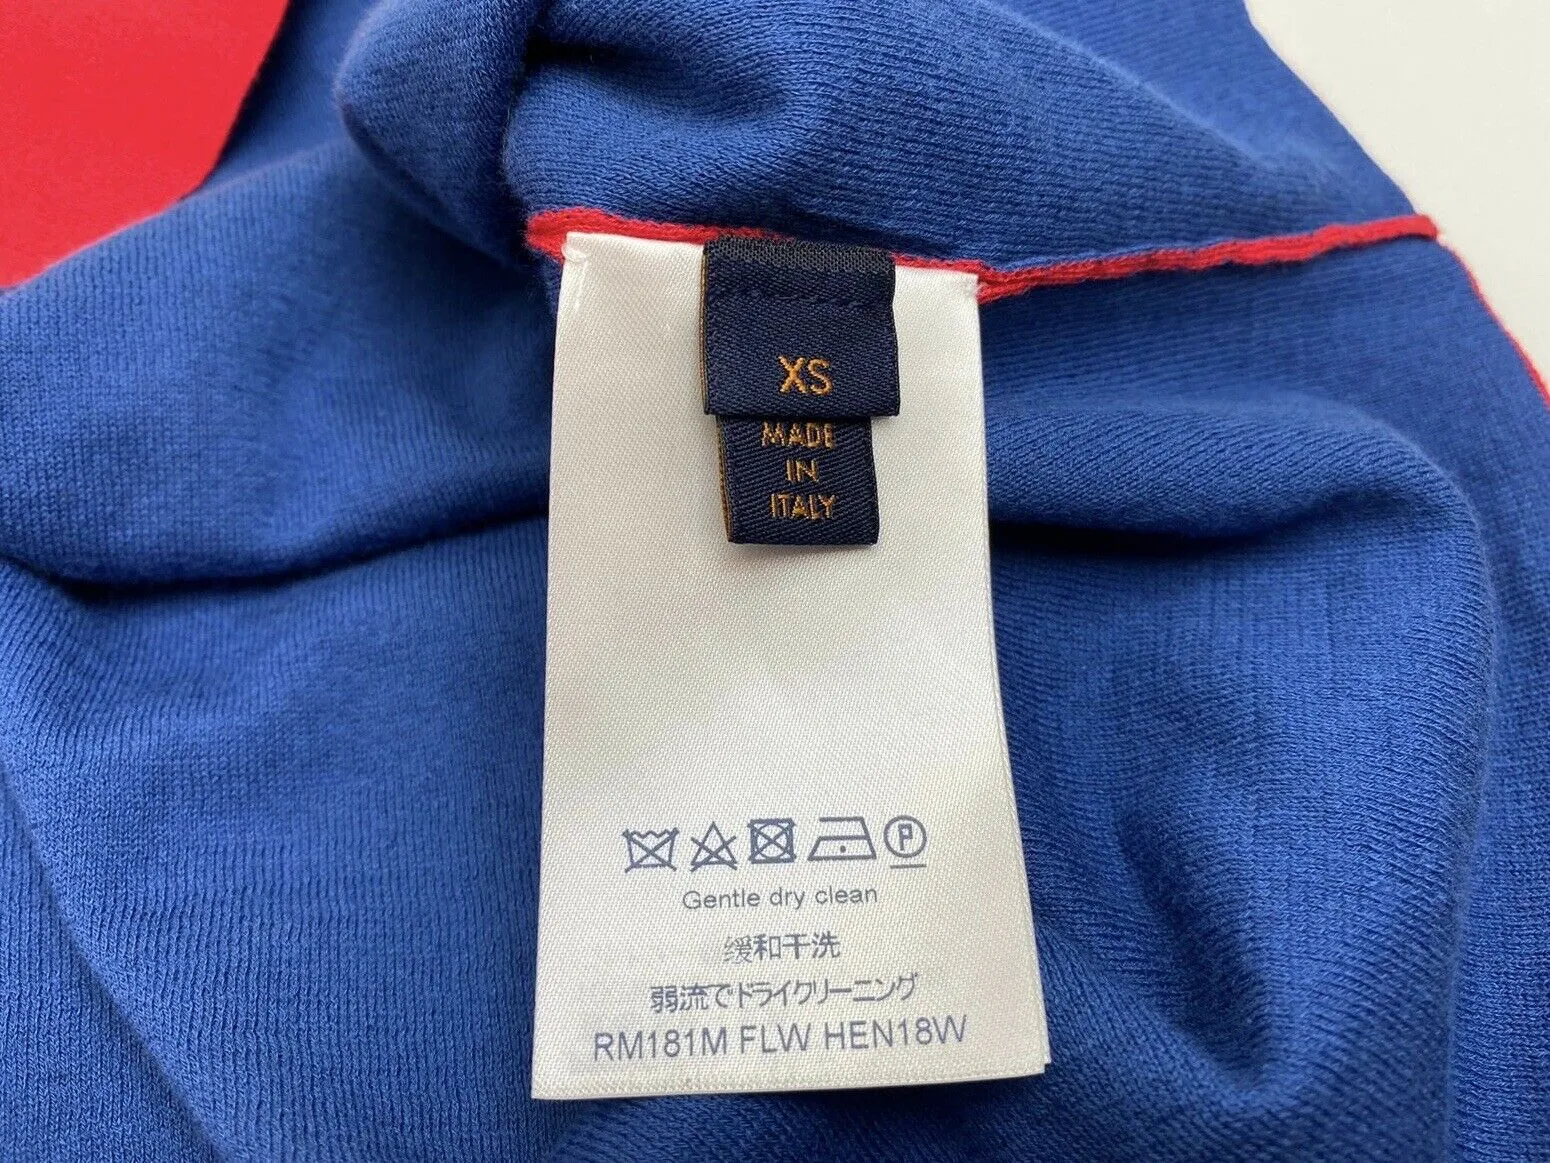 XS
MADE
IN
ITALY
P
Gentle dry clean
缓和干洗
弱流でドライクリーニング
RM181M FLW HEN18W